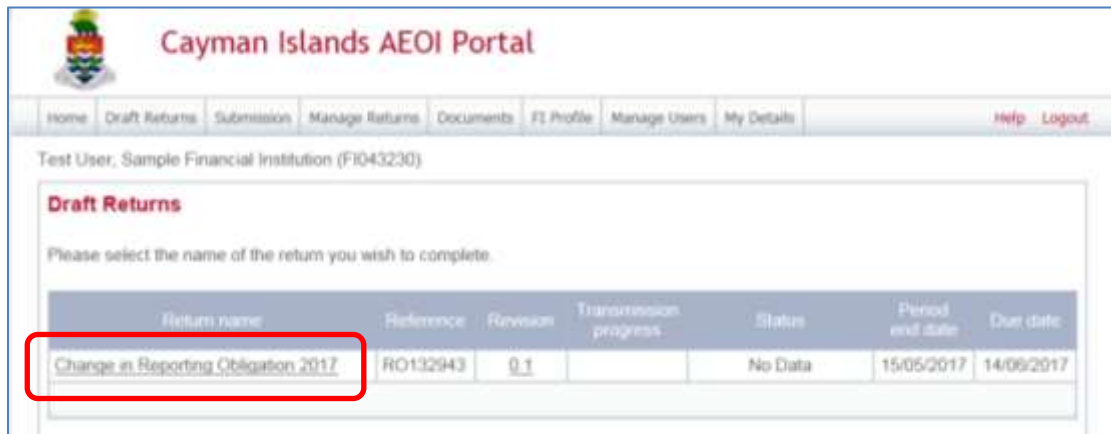 Cayman Islands AEOI Portal
Home Draft Returns Submission Manage Returns Documents FI Profile Manage Users My Details Help Logout
Test User, Sample Financial Institution (FI043230)
Draft Returns
Please select the name of the return you wish to complete.
Return name Reference Revision Transmission progress Status Period end date Due date
Change in Reporting Obligation 2017 RO132943 0.1 No Data 15/05/2017 14/06/2017